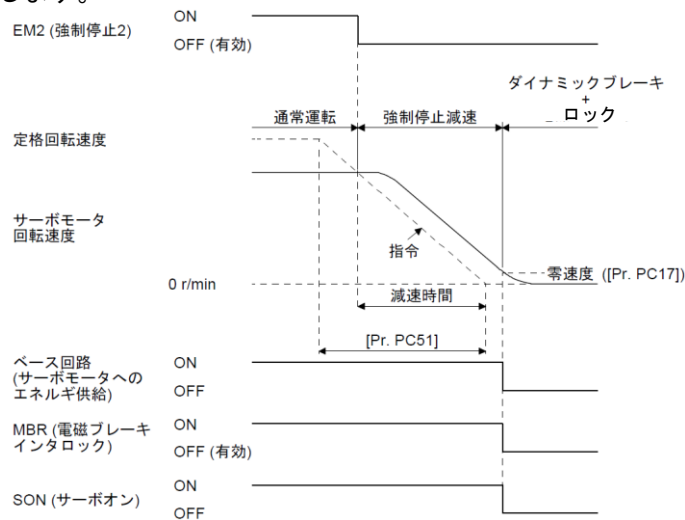 します。
EM2 (強制停止2)
ON
OFF (有効)
ダイナミックブレーキ
+
ロック
通常運転
強制停止減速
定格回転速度
サーボモータ
回転速度
指令
零速度 ([Pr. PC17])
0 r/min
減速時間
[Pr. PC51]
ベース回路
(サーボモータへの
エネルギ供給)
ON
OFF
MBR (電磁ブレーキ
インタロック)
ON
OFF (有効)
SON (サーボオン)
ON
OFF